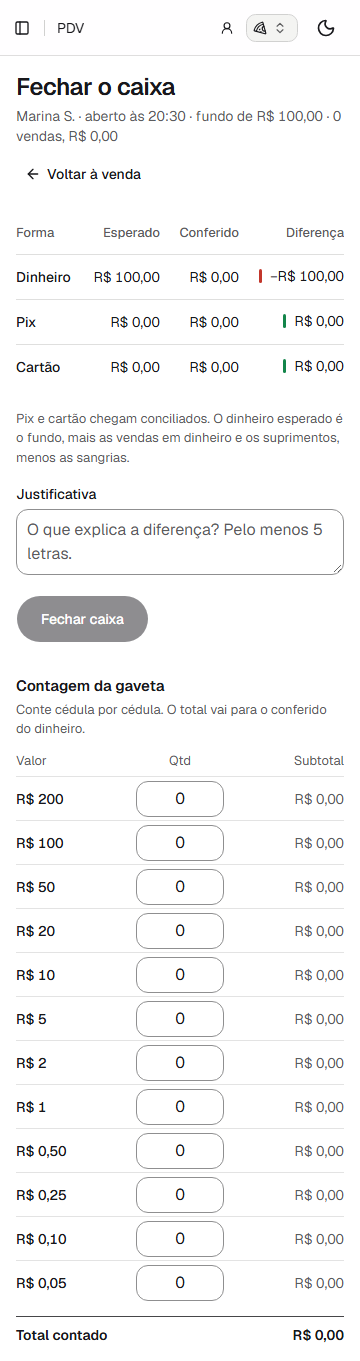 PDV
Fechar o caixa
Marina S. · aberto às 20:30 · fundo de R$ 100,00 · 0
vendas, R$ 0,00
← Voltar à venda
Forma Esperado Conferido Diferença
Dinheiro R$ 100,00 R$ 0,00 −R$ 100,00
Pix R$ 0,00 R$ 0,00 R$ 0,00
Cartão R$ 0,00 R$ 0,00 R$ 0,00
Pix e cartão chegam conciliados. O dinheiro esperado é
o fundo, mais as vendas em dinheiro e os suprimentos,
menos as sangrias.
Justificativa
O que explica a diferença? Pelo menos 5
letras.
Fechar caixa
Contagem da gaveta
Conte cédula por cédula. O total vai para o conferido
do dinheiro.
Valor Qtd Subtotal
R$ 200 0 R$ 0,00
R$ 100 0 R$ 0,00
R$ 50 0 R$ 0,00
R$ 20 0 R$ 0,00
R$ 10 0 R$ 0,00
R$ 5 0 R$ 0,00
R$ 2 0 R$ 0,00
R$ 1 0 R$ 0,00
R$ 0,50 0 R$ 0,00
R$ 0,25 0 R$ 0,00
R$ 0,10 0 R$ 0,00
R$ 0,05 0 R$ 0,00
Total contado R$ 0,00